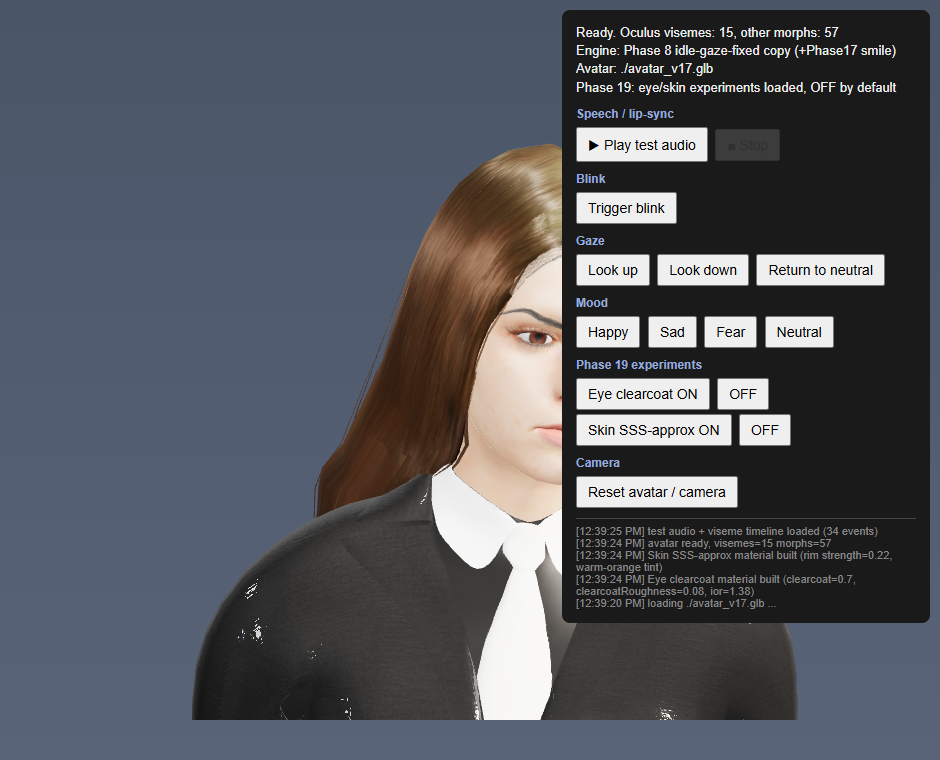 Ready. Oculus visemes: 15, other morphs: 57
Engine: Phase 8 idle-gaze-fixed copy (+Phase17 smile)
Avatar: ./avatar_v17.glb
Phase 19: eye/skin experiments loaded, OFF by default
Speech / lip-sync
▶ Play test audio ■ Stop
Blink
Trigger blink
Gaze
Look up Look down Return to neutral
Mood
Happy Sad Fear Neutral
Phase 19 experiments
Eye clearcoat ON OFF
Skin SSS-approx ON OFF
Camera
Reset avatar / camera
[12:39:25 PM] test audio + viseme timeline loaded (34 events)
[12:39:24 PM] avatar ready, visemes=15 morphs=57
[12:39:24 PM] Skin SSS-approx material built (rim strength=0.22,
warm-orange tint)
[12:39:24 PM] Eye clearcoat material built (clearcoat=0.7,
clearcoatRoughness=0.08, ior=1.38)
[12:39:20 PM] loading ./avatar_v17.glb ...